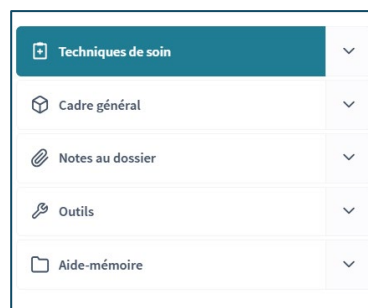 Techniques de soin
Cadre général
Notes au dossier
Outils
Aide-mémoire